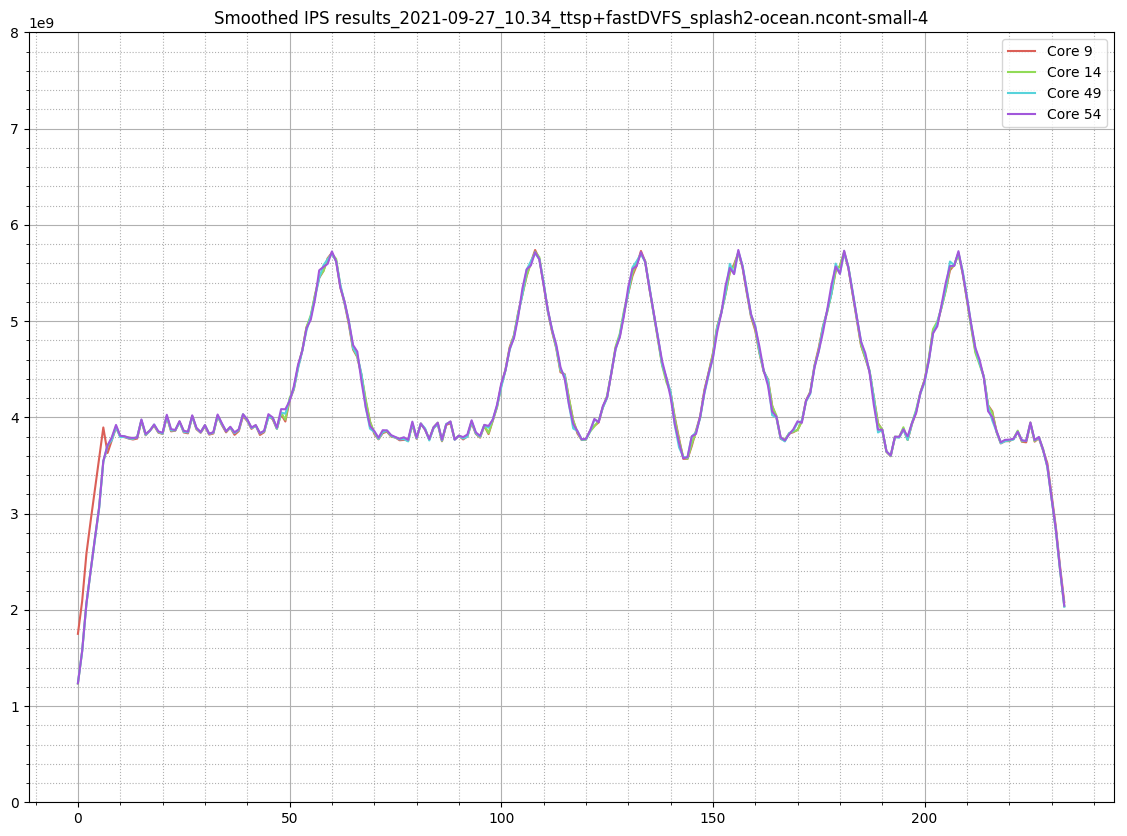 Smoothed IPS results_2021-09-27_10.34_ttsp+fastDVFS_splash2-ocean.ncont-small-4
1e9
8
7
6
5
4
3
2
1
0
0 50 100 150 200
Core 9
Core 14
Core 49
Core 54